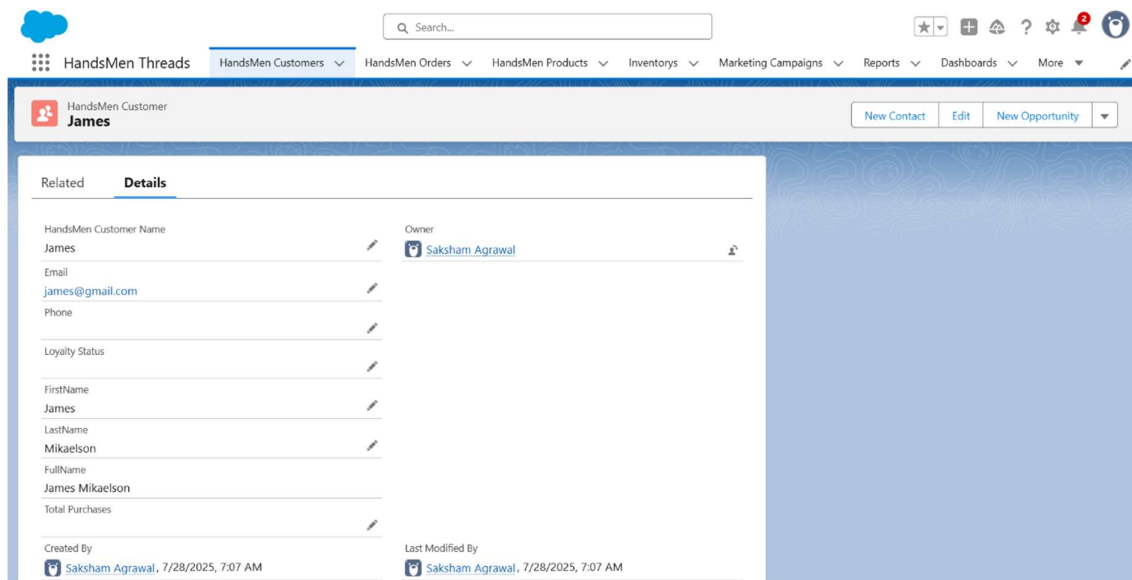 Search...
2
HandsMen Threads HandsMen Customers HandsMen Orders HandsMen Products Inventorys Marketing Campaigns Reports Dashboards More
HandsMen Customer
James
New Contact Edit New Opportunity
Related Details
HandsMen Customer Name Owner
James Saksham Agrawal
Email
james@gmail.com
Phone
Loyalty Status
FirstName
James
LastName
Mikaelson
FullName
James Mikaelson
Total Purchases
Created By Last Modified By
Saksham Agrawal, 7/28/2025, 7:07 AM Saksham Agrawal, 7/28/2025, 7:07 AM